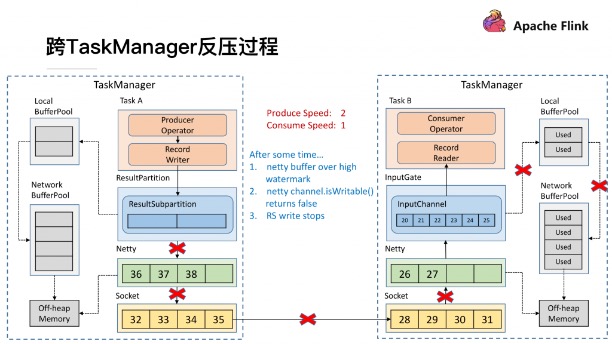 Apache Flink
跨TaskManager反压过程
TaskManager
Local
BufferPool
Task A
Producer
Operator
Record
Writer
ResultPartition
ResultSubpartition
Network
BufferPool
Netty
36 37 38
Socket
32 33 34 35
Off-heap
Memory
Produce Speed: 2
Consume Speed: 1
After some time…
1. netty buffer over high
watermark
2. netty channel.isWritable()
returns false
3. RS write stops
TaskManager
Task B
Consumer
Operator
Record
Reader
InputGate
InputChannel
20 21 22 23 24 25
Netty
26 27
Socket
28 29 30 31
Local
BufferPool
Used
Used
Network
BufferPool
Used
Used
Used
Used
Off-heap
Memory